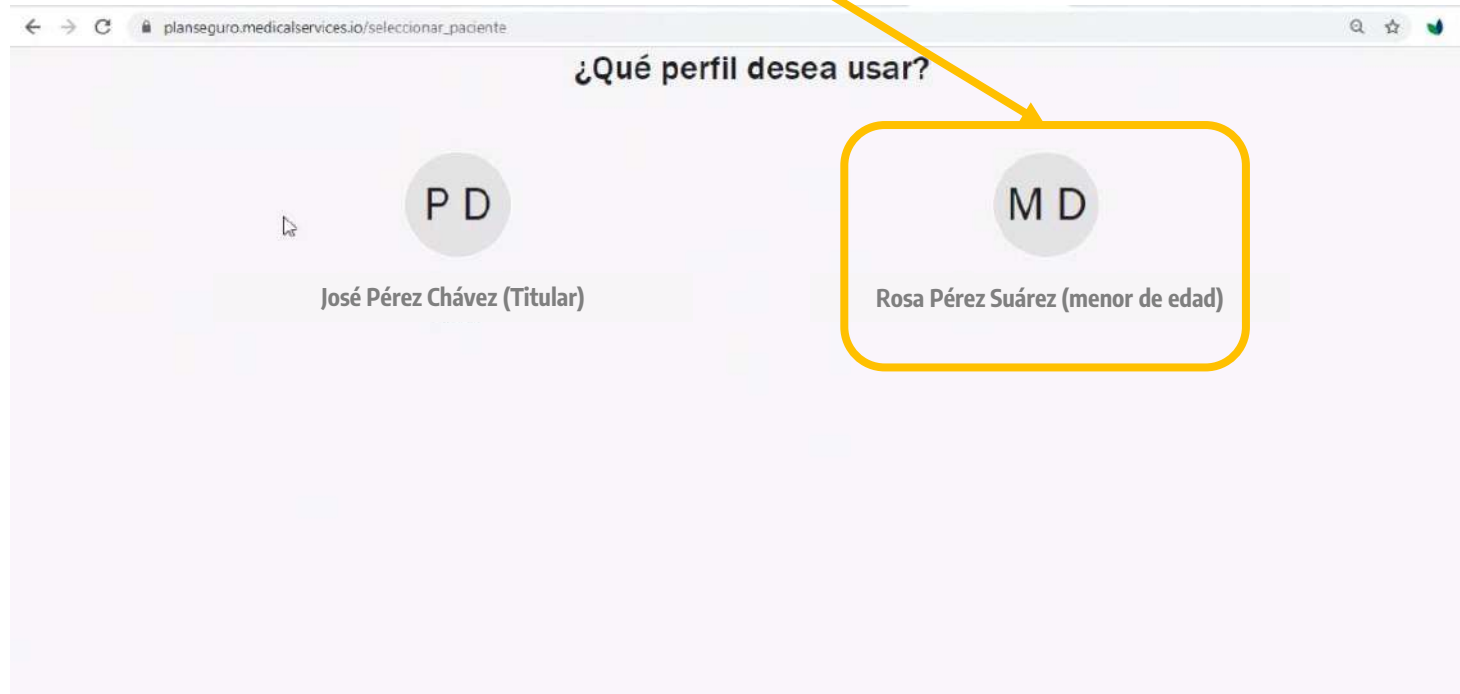 planseguro.medicalservices.io/seleccionar_paciente
¿Qué perfil desea usar?
P D
M D
José Pérez Chávez (Titular)
Rosa Pérez Suárez (menor de edad)